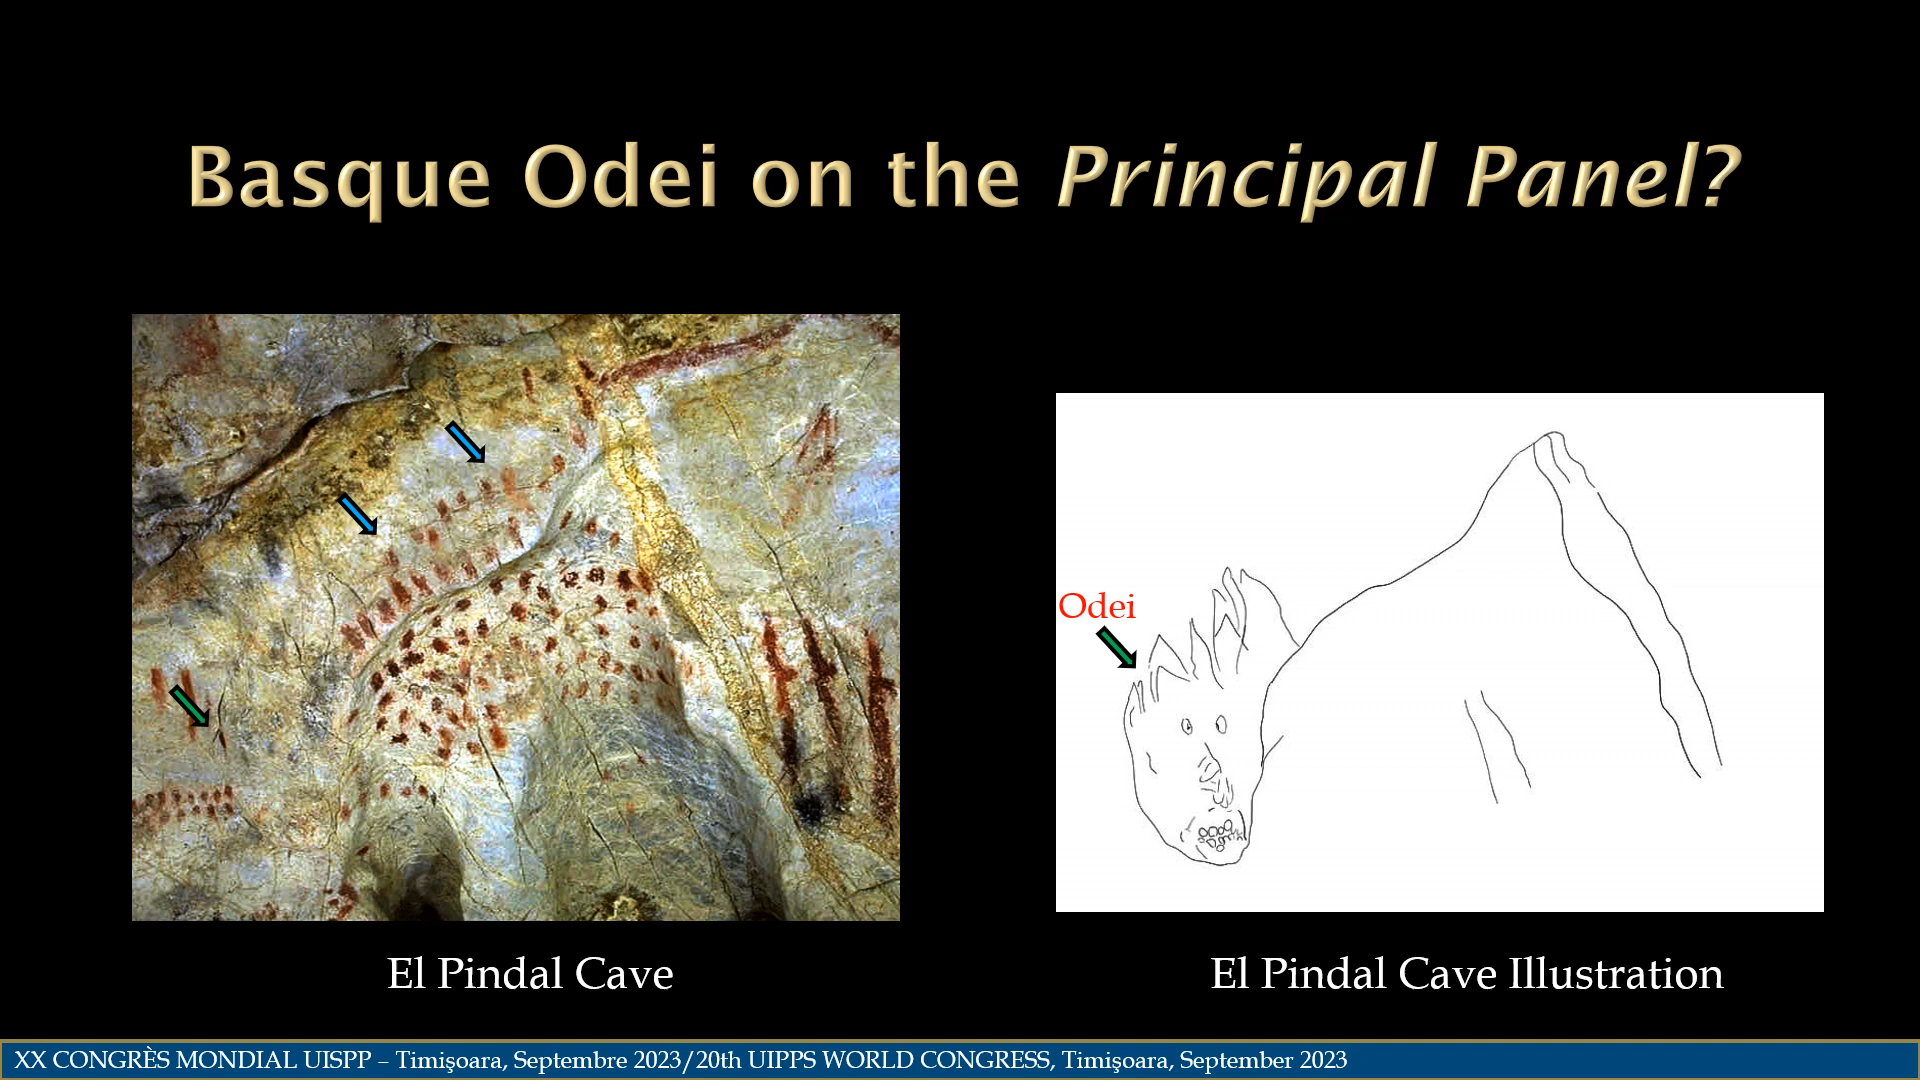 Basque Odei on the Principal Panel?
Odei
El Pindal Cave
El Pindal Cave Illustration
XX CONGRÈS MONDIAL UISPP – Timişoara, Septembre 2023/20th UIPPS WORLD CONGRESS, Timişoara, September 2023